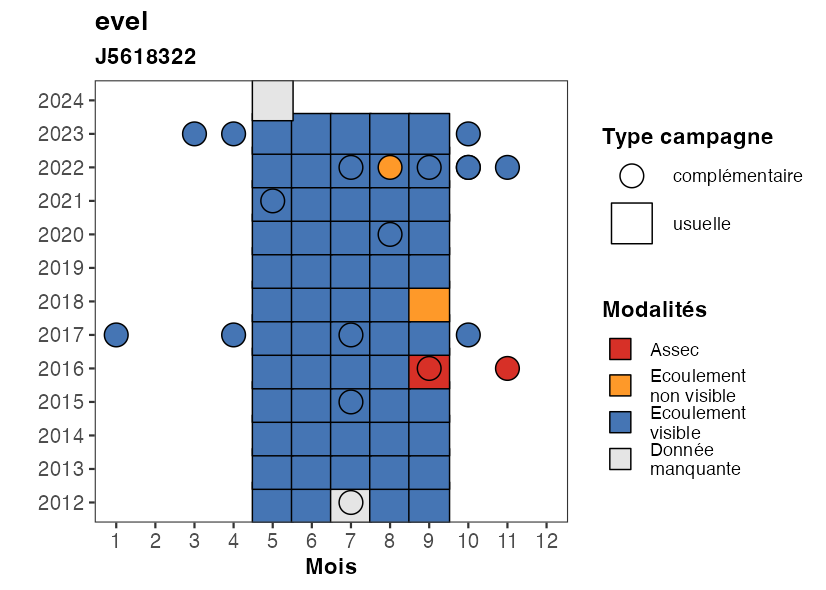 evel
J5618322
2024
2023
2022
2021
2020
2019
2018
2017
2016
2015
2014
2013
2012
1 2 3 4 5 6 7 8 9 10 11 12
Mois
Type campagne
complémentaire
usuelle
Modalités
Assec
Ecoulement
non visible
Ecoulement
visible
Donnée
manquante